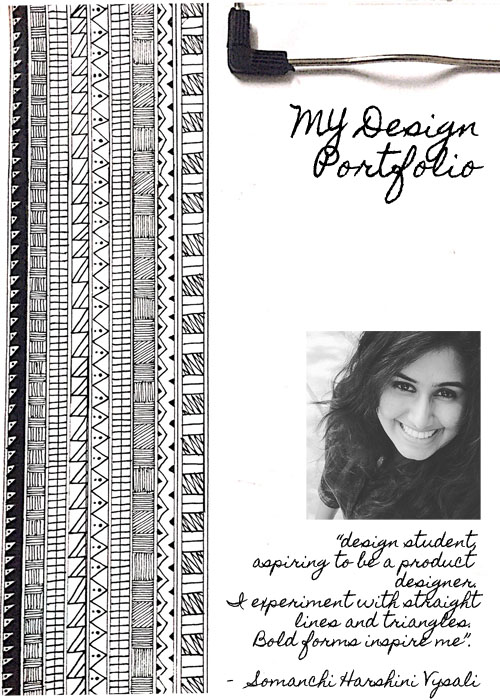 My Design
Portfolio
"design student,
aspiring to be a product
designer.
I experiment with straight
lines and triangles.
Bold forms inspire me".
- Somanchi Harshini Vysali